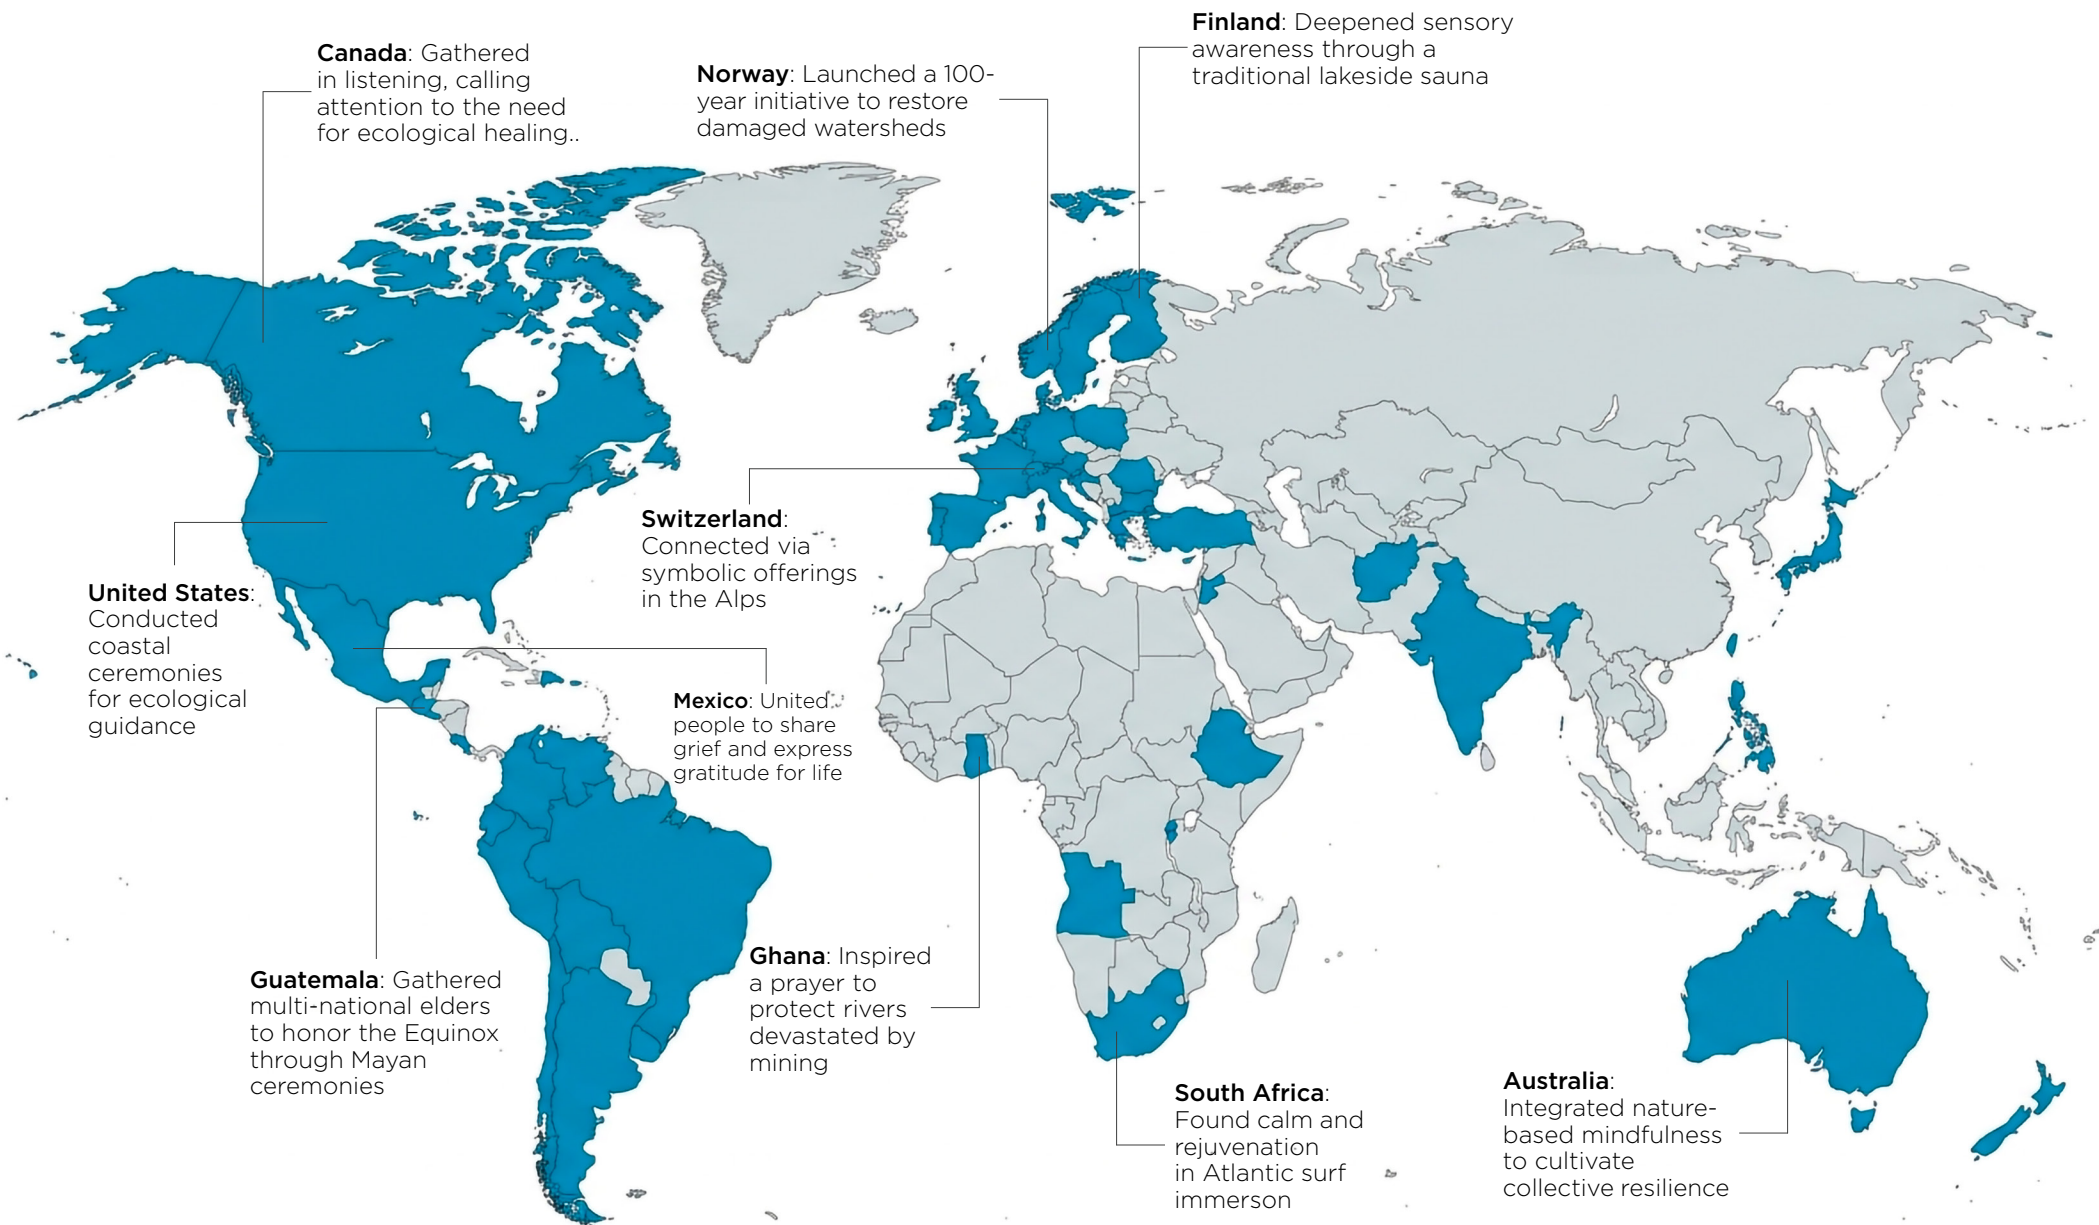 Canada: Gathered
in listening, calling
attention to the need
for ecological healing..
Norway: Launched a 100-
year initiative to restore
damaged watersheds
Finland: Deepened sensory
awareness through a
traditional lakeside sauna
Switzerland:
Connected via
symbolic offerings
in the Alps
United States:
Conducted
coastal
ceremonies
for ecological
guidance
Mexico: United
people to share
grief and express
gratitude for life
Guatemala: Gathered
multi-national elders
to honor the Equinox
through Mayan
ceremonies
Ghana: Inspired
a prayer to
protect rivers
devastated by
mining
South Africa:
Found calm and
rejuvenation
in Atlantic surf
immerson
Australia:
Integrated nature-
based mindfulness
to cultivate
collective resilience